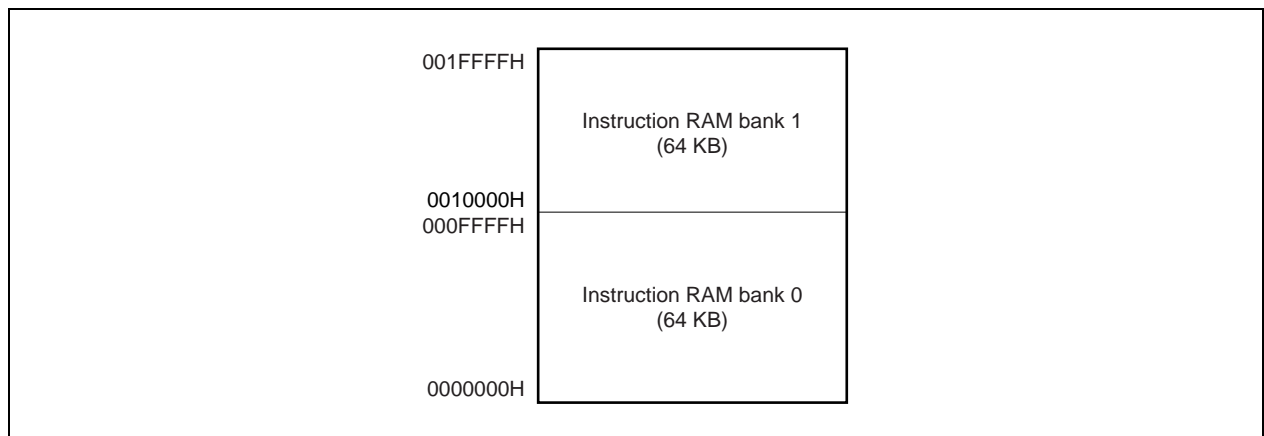 001FFFFH
Instruction RAM bank 1
(64 KB)
0010000H
000FFFFH
Instruction RAM bank 0
(64 KB)
0000000H